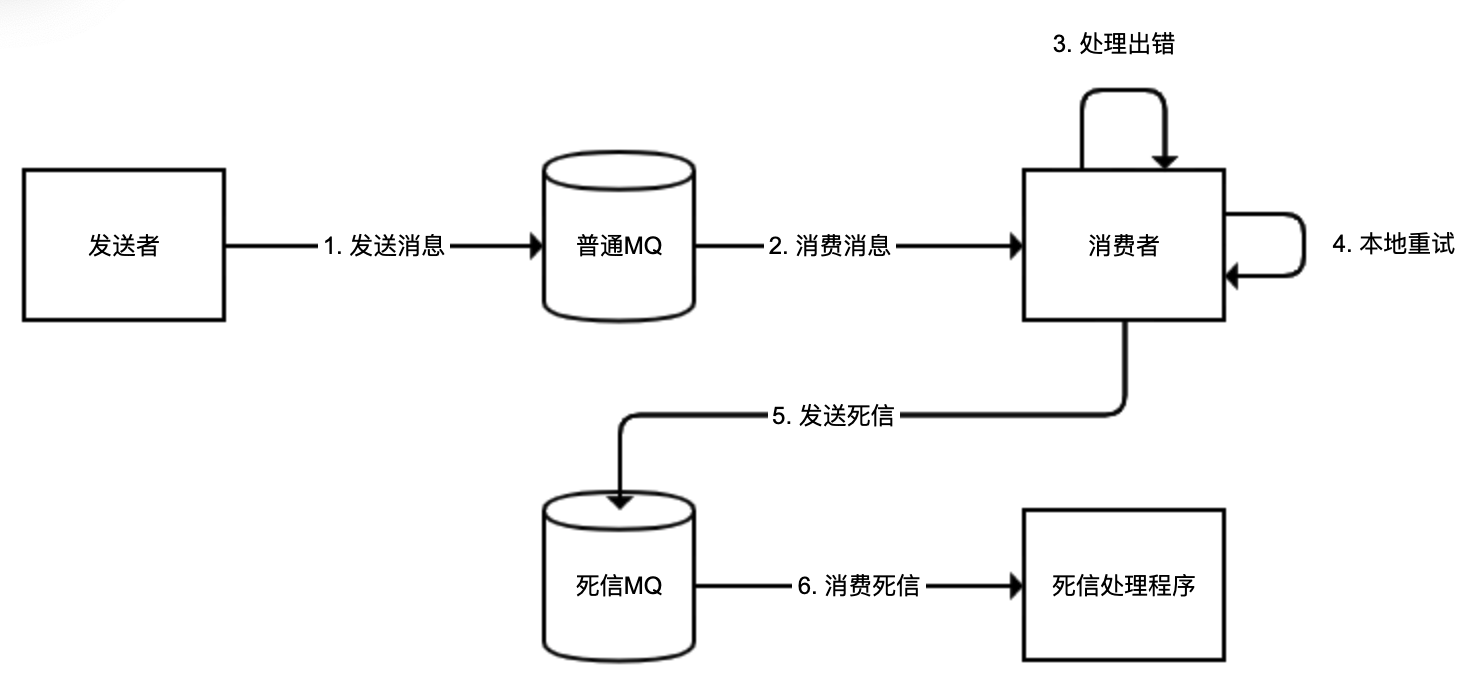 3. 处理出错
发送者
1. 发送消息
普通MQ
2. 消费消息
消费者
4. 本地重试
5. 发送死信
死信MQ
6. 消费死信
死信处理程序